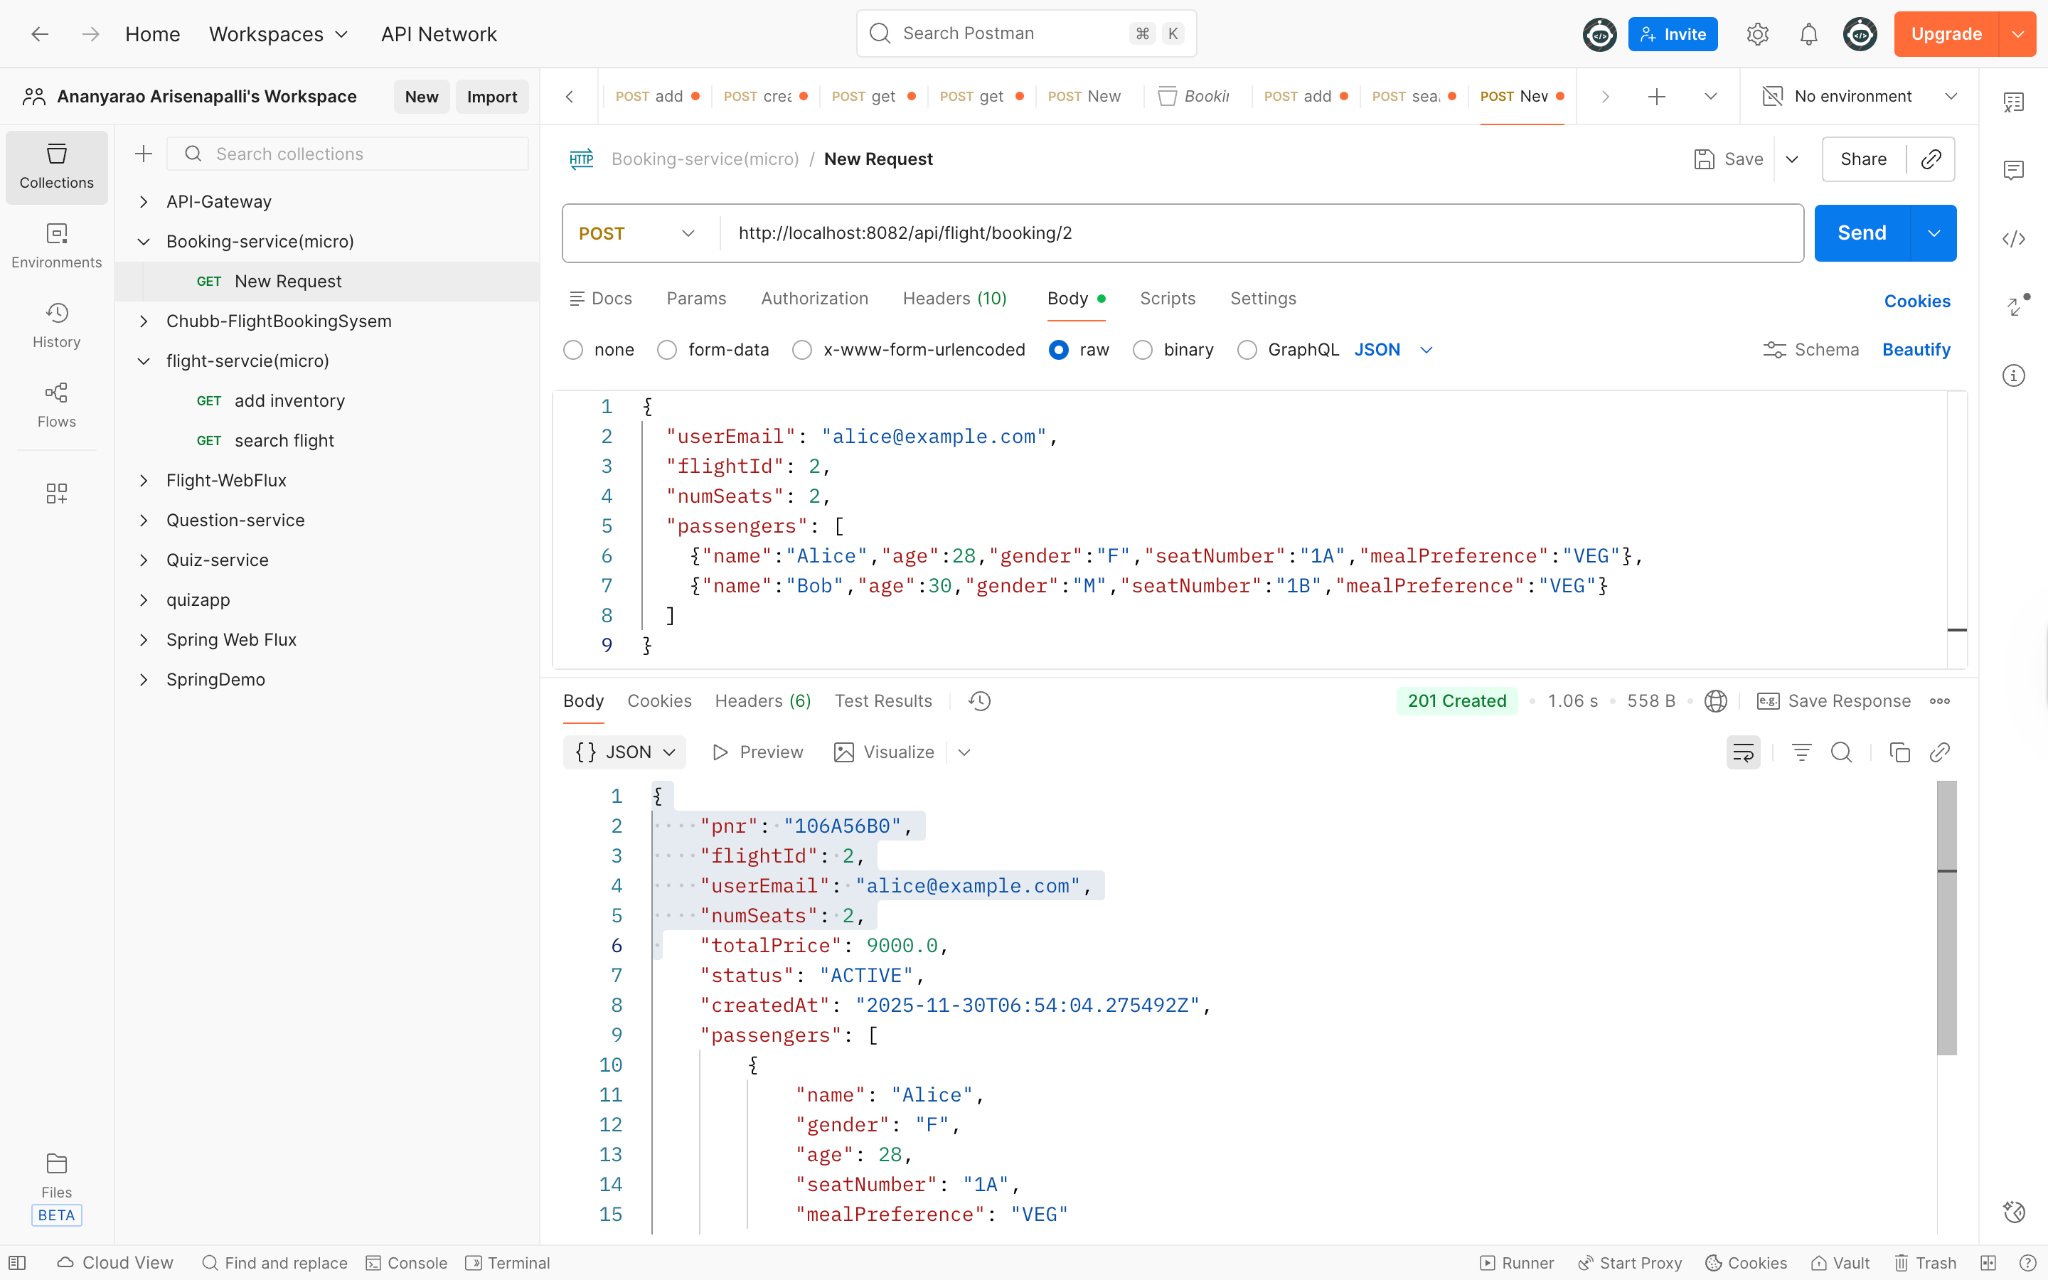 Home Workspaces API Network Search Postman ⌘ K Invite Upgrade
Ananyarao Arisenapalli's Workspace New Import
POST add POST crea POST get POST get POST New Bookin POST add POST sea POST New No environment
Collections
Environments
History
Flows
Files
BETA
Search collections
API-Gateway
Booking-service(micro)
GET New Request
Chubb-FlightBookingSysem
flight-servcie(micro)
GET add inventory
GET search flight
Flight-WebFlux
Question-service
Quiz-service
quizapp
Spring Web Flux
SpringDemo
HTTP Booking-service(micro) / New Request Save Share
POST http://localhost:8082/api/flight/booking/2 Send
Docs Params Authorization Headers (10) Body Scripts Settings Cookies
none form-data x-www-form-urlencoded raw binary GraphQL JSON Schema Beautify
1 {
2 "userEmail": "alice@example.com",
3 "flightId": 2,
4 "numSeats": 2,
5 "passengers": [
6 {"name":"Alice","age":28,"gender":"F","seatNumber":"1A","mealPreference":"VEG"},
7 {"name":"Bob","age":30,"gender":"M","seatNumber":"1B","mealPreference":"VEG"}
8 ]
9 }
Body Cookies Headers (6) Test Results 201 Created 1.06 s 558 B e.g. Save Response
{} JSON Preview Visualize
1 {
2 "pnr": "106A56B0",
3 "flightId": 2,
4 "userEmail": "alice@example.com",
5 "numSeats": 2,
6 "totalPrice": 9000.0,
7 "status": "ACTIVE",
8 "createdAt": "2025-11-30T06:54:04.275492Z",
9 "passengers": [
10 {
11 "name": "Alice",
12 "gender": "F",
13 "age": 28,
14 "seatNumber": "1A",
15 "mealPreference": "VEG"
Cloud View Find and replace Console Terminal Runner Start Proxy Cookies Vault Trash